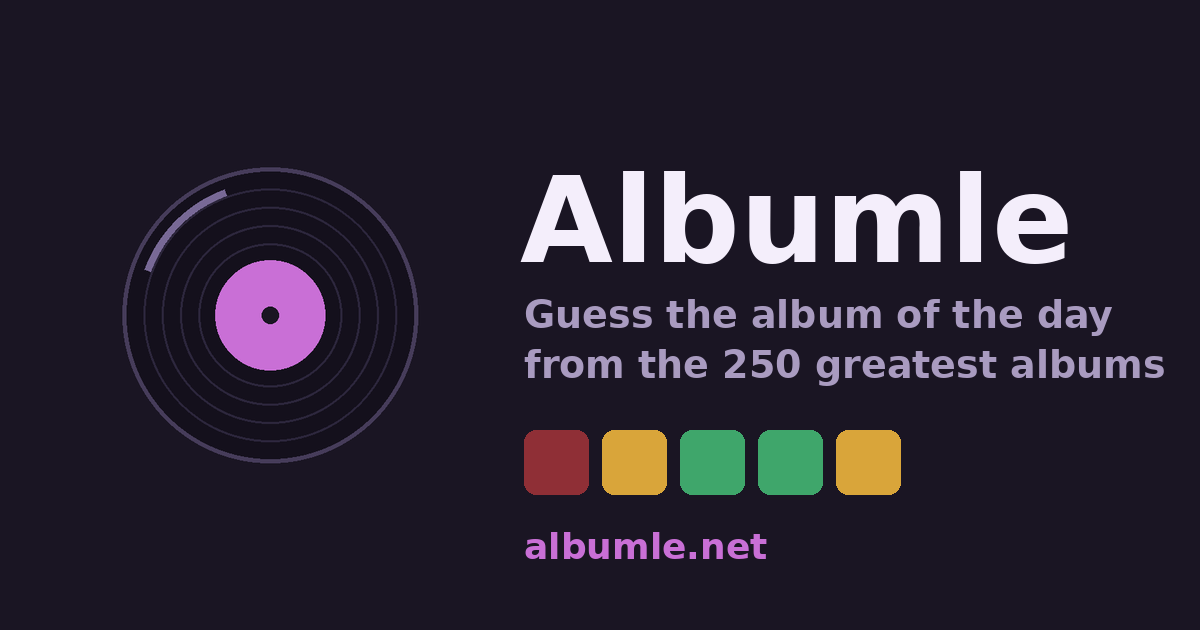 Albumle
Guess the album of the day
from the 250 greatest albums
albumle.net